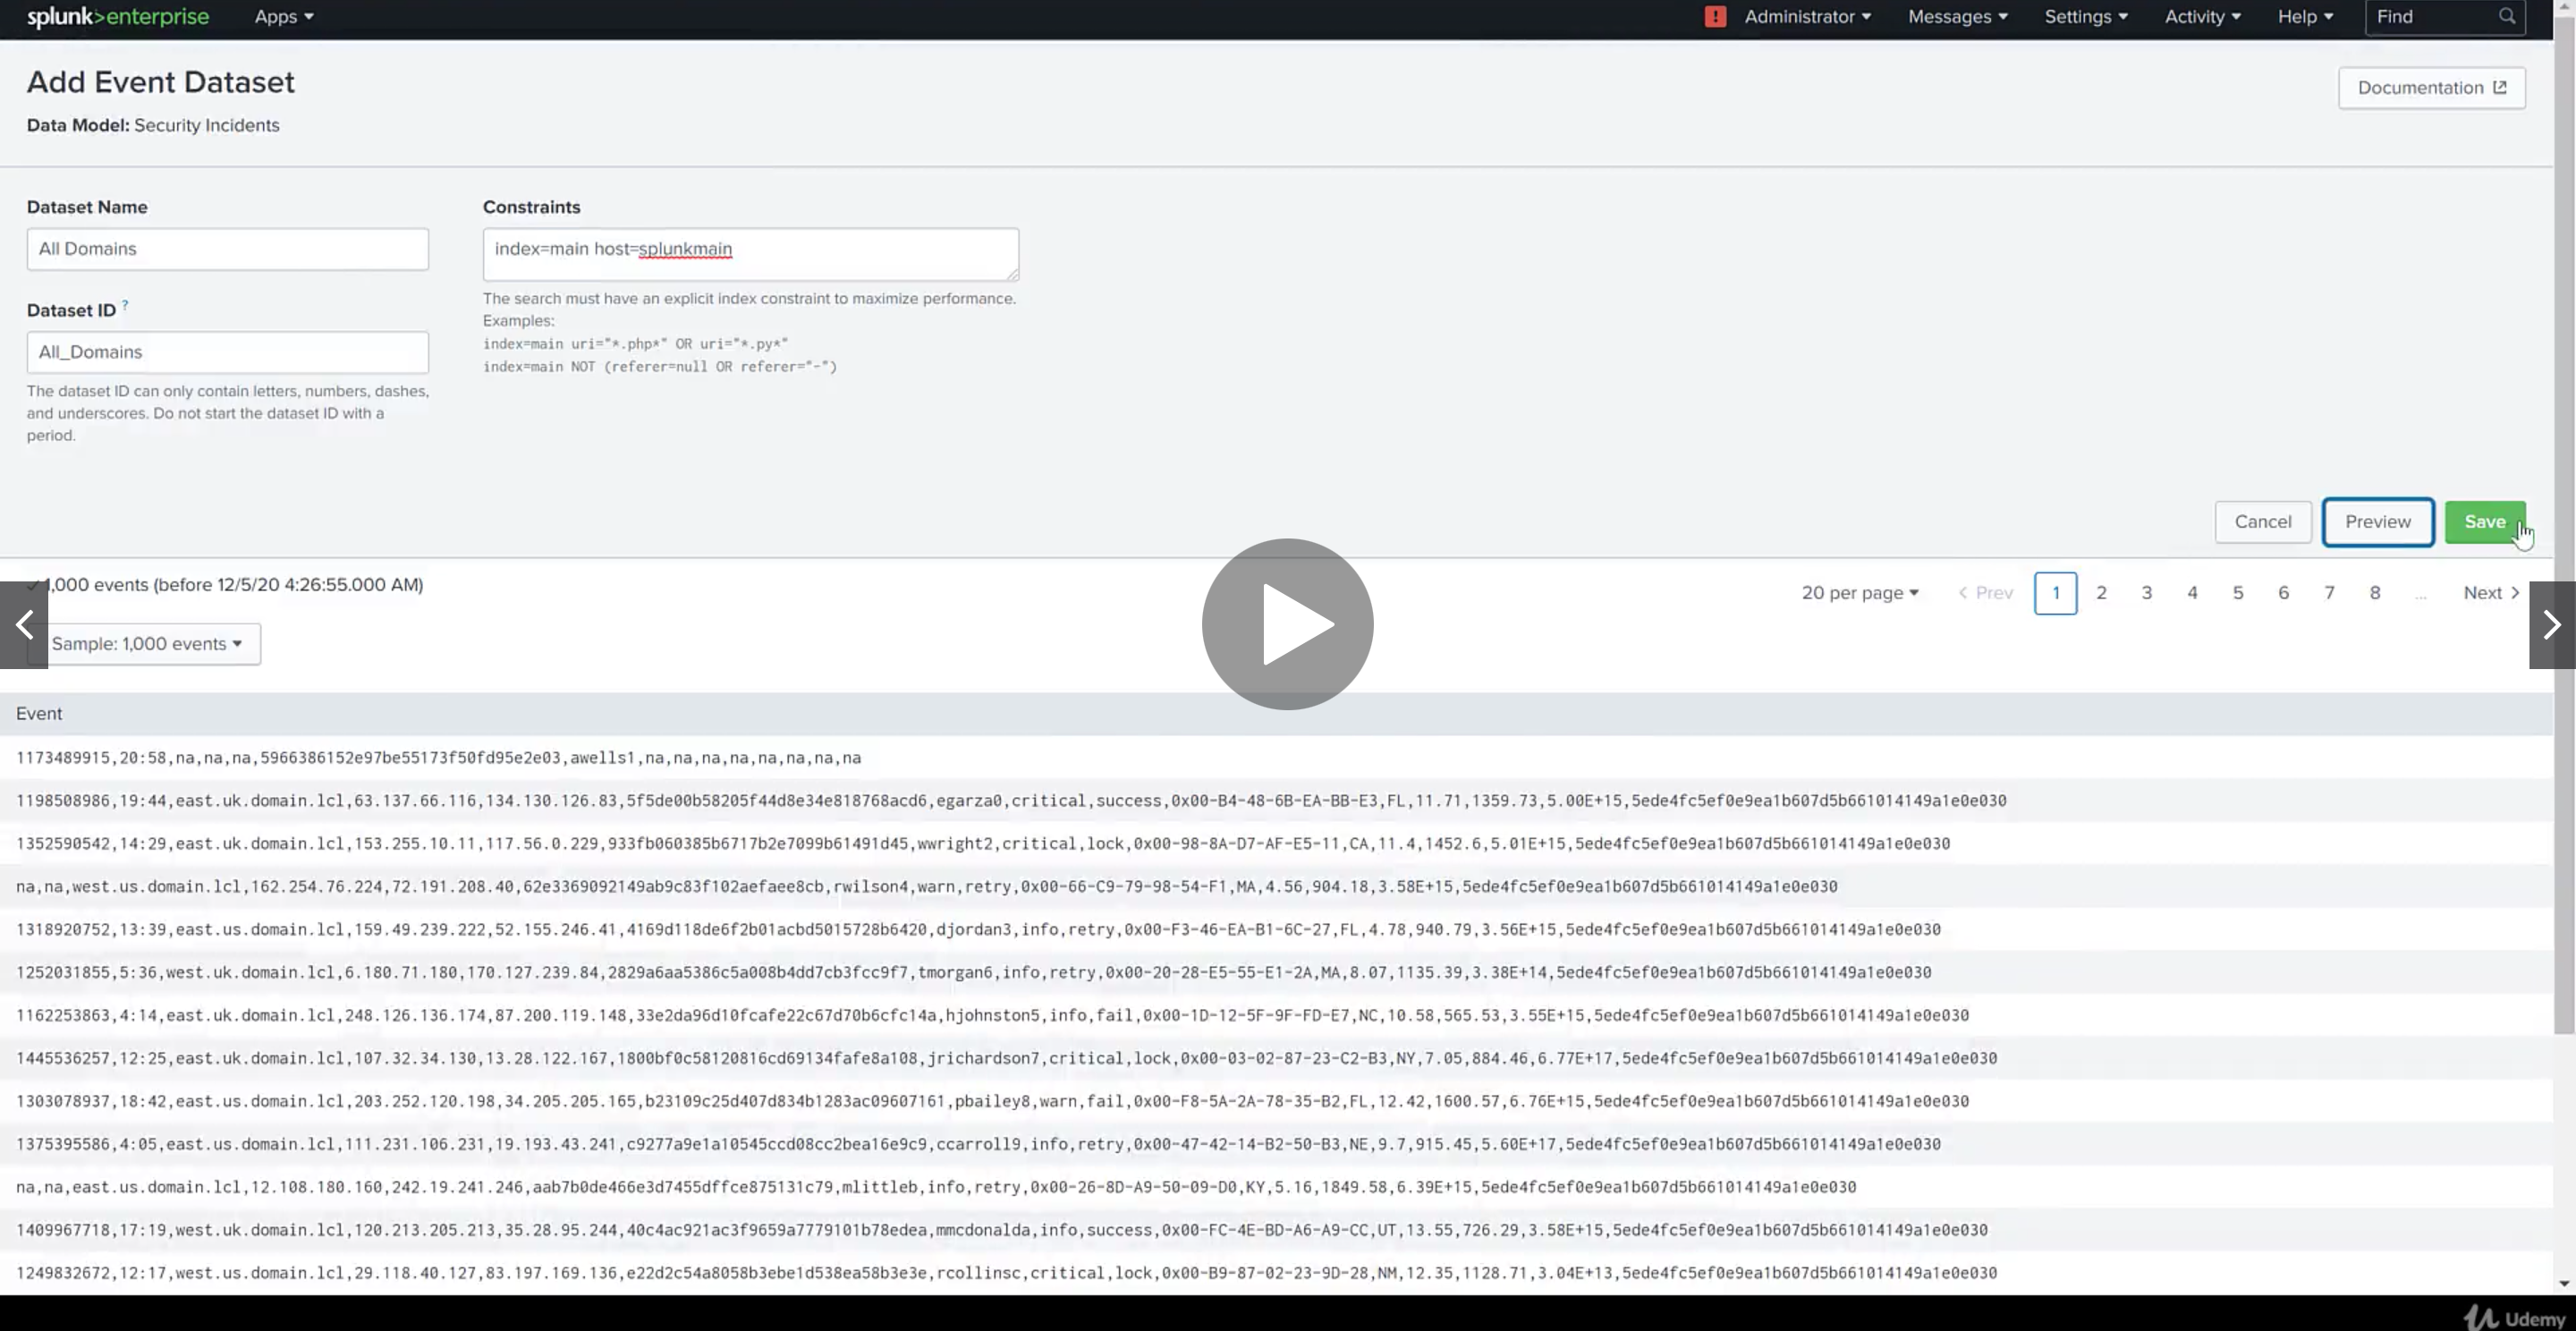 splunk>enterprise Apps Administrator Messages Settings Activity Help Find
Add Event Dataset
Documentation
Data Model: Security Incidents
Dataset Name
Constraints
All Domains
index=main host=splunkmain
The search must have an explicit index constraint to maximize performance.
Dataset ID ?
Examples:
index=main uri="*.php*" OR uri="*.py*"
All_Domains
index=main NOT (referer=null OR referer="-")
The dataset ID can only contain letters, numbers, dashes,
and underscores. Do not start the dataset ID with a
period.
Cancel Preview Save
1,000 events (before 12/5/20 4:26:55.000 AM)
20 per page < Prev 1 2 3 4 5 6 7 8 ... Next >
Sample: 1,000 events
Event
1173489915,20:58,na,na,na,5966386152e97be55173f50fd95e2e03,awells1,na,na,na,na,na,na,na,na
1198508986,19:44,east.uk.domain.lcl,63.137.66.116,134.130.126.83,5f5de00b58205f44d8e34e818768acd6,egarza0,critical,success,0x00-B4-48-6B-EA-BB-E3,FL,11.71,1359.73,5.00E+15,5ede4fc5ef0e9ea1b607d5b661014149a1e0e030
1352590542,14:29,east.uk.domain.lcl,153.255.10.11,117.56.0.229,933fb060385b6717b2e7099b61491d45,wwright2,critical,lock,0x00-98-8A-D7-AF-E5-11,CA,11.4,1452.6,5.01E+15,5ede4fc5ef0e9ea1b607d5b661014149a1e0e030
na,na,west.us.domain.lcl,162.254.76.224,72.191.208.40,62e3369092149ab9c83f102aefaee8cb,rwilson4,warn,retry,0x00-66-C9-79-98-54-F1,MA,4.56,904.18,3.58E+15,5ede4fc5ef0e9ea1b607d5b661014149a1e0e030
1318920752,13:39,east.us.domain.lcl,159.49.239.222,52.155.246.41,4169d118de6f2b01acbd5015728b6420,djordan3,info,retry,0x00-F3-46-EA-B1-6C-27,FL,4.78,940.79,3.56E+15,5ede4fc5ef0e9ea1b607d5b661014149a1e0e030
1252031855,5:36,west.uk.domain.lcl,6.180.71.180,170.127.239.84,2829a6aa5386c5a008b4dd7cb3fcc9f7,tmorgan6,info,retry,0x00-20-28-E5-55-E1-2A,MA,8.07,1135.39,3.38E+14,5ede4fc5ef0e9ea1b607d5b661014149a1e0e030
1162253863,4:14,east.uk.domain.lcl,248.126.136.174,87.200.119.148,33e2da96d10fcafe22c67d70b6cfc14a,hjohnston5,info,fail,0x00-1D-12-5F-9F-FD-E7,NC,10.58,565.53,3.55E+15,5ede4fc5ef0e9ea1b607d5b661014149a1e0e030
1445536257,12:25,east.uk.domain.lcl,107.32.34.130,13.28.122.167,1800bf0c58120816cd69134fafe8a108,jrichardson7,critical,lock,0x00-03-02-87-23-C2-B3,NY,7.05,884.46,6.77E+17,5ede4fc5ef0e9ea1b607d5b661014149a1e0e030
1303078937,18:42,east.us.domain.lcl,203.252.120.198,34.205.205.165,b23109c25d407d834b1283ac09607161,pbailey8,warn,fail,0x00-F8-5A-2A-78-35-B2,FL,12.42,1600.57,6.76E+15,5ede4fc5ef0e9ea1b607d5b661014149a1e0e030
1375395586,4:05,east.us.domain.lcl,111.231.106.231,19.193.43.241,c9277a9e1a10545ccd08cc2bea16e9c9,ccarroll9,info,retry,0x00-47-42-14-B2-50-B3,NE,9.7,915.45,5.60E+17,5ede4fc5ef0e9ea1b607d5b661014149a1e0e030
na,na,east.us.domain.lcl,12.108.180.160,242.19.241.246,aab7b0de466e3d7455dffce875131c79,mlittleb,info,retry,0x00-26-8D-A9-50-09-D0,KY,5.16,1849.58,6.39E+15,5ede4fc5ef0e9ea1b607d5b661014149a1e0e030
1409967718,17:19,west.uk.domain.lcl,120.213.205.213,35.28.95.244,40c4ac921ac3f9659a7779101b78edea,mmcdonalda,info,success,0x00-FC-4E-BD-A6-A9-CC,UT,13.55,726.29,3.58E+15,5ede4fc5ef0e9ea1b607d5b661014149a1e0e030
1249832672,12:17,west.us.domain.lcl,29.118.40.127,83.197.169.136,e22d2c54a8058b3ebe1d538ea58b3e3e,rcollinsc,critical,lock,0x00-B9-87-02-23-9D-28,NM,12.35,1128.71,3.04E+13,5ede4fc5ef0e9ea1b607d5b661014149a1e0e030
Udemy